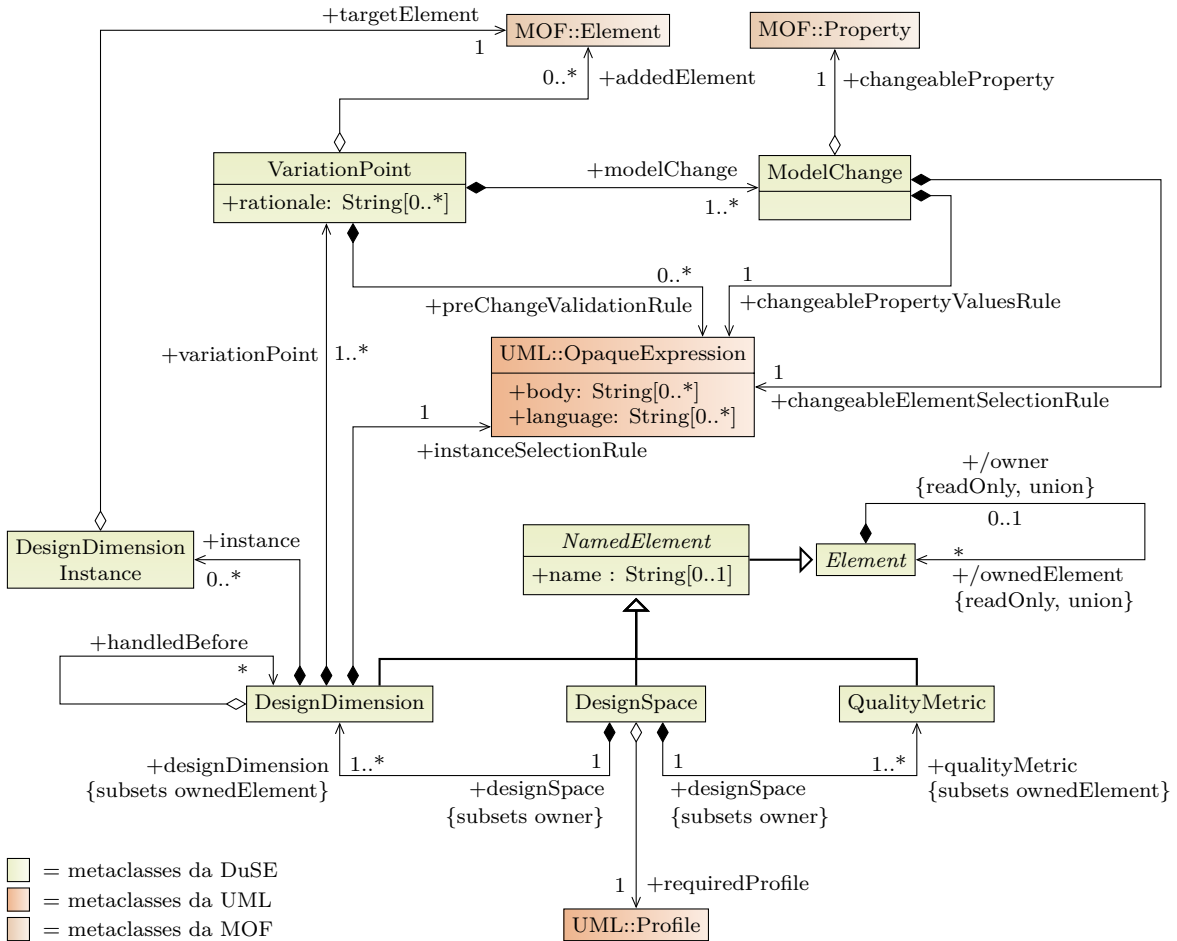 +targetElement
1
MOF::Element
MOF::Property
0..*
+addedElement
1
+changeableProperty
VariationPoint
+rationale: String[0..*]
+modelChange
1..*
ModelChange
0..*
+preChangeValidationRule
1
+changeablePropertyValuesRule
+variationPoint
1..*
UML::OpaqueExpression
+body: String[0..*]
+language: String[0..*]
1
+changeableElementSelectionRule
1
+instanceSelectionRule
+/owner
{readOnly, union}
0..1
DesignDimension
Instance
+instance
0..*
NamedElement
+name : String[0..1]
Element
*
+/ownedElement
{readOnly, union}
+handledBefore
*
DesignDimension
DesignSpace
QualityMetric
+designDimension
{subsets ownedElement}
1..*
1
+designSpace
{subsets owner}
1
+designSpace
{subsets owner}
1..*
+qualityMetric
{subsets ownedElement}
= metaclasses da DuSE
= metaclasses da UML
= metaclasses da MOF
1
+requiredProfile
UML::Profile